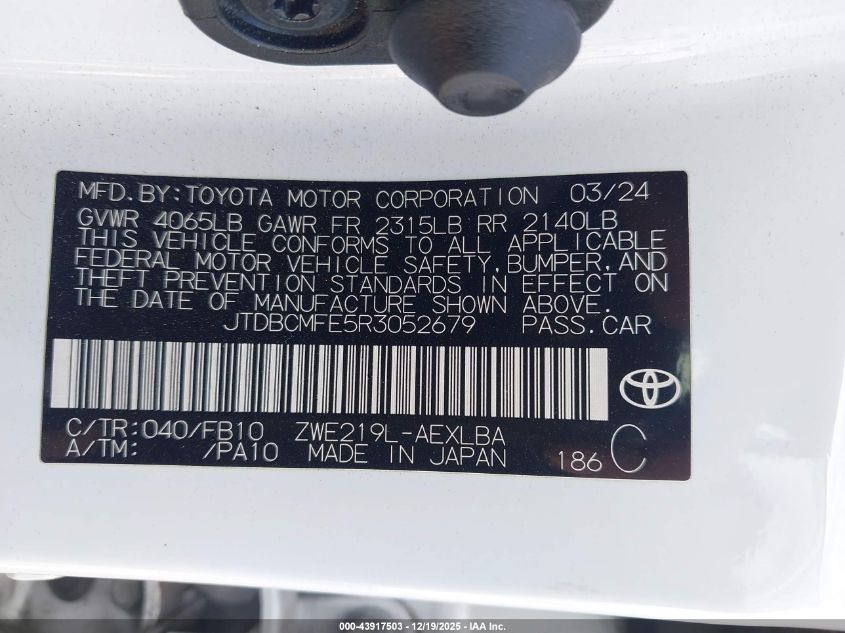 MFD.BY:TOYOTA MOTOR CORPORATION 03/24
GVWR 4065LB GAWR FR 2315LB RR 2140LB
THIS VEHICLE CONFORMS TO ALL APPLICABLE
FEDERAL MOTOR VEHICLE SAFETY,BUMPER,AND
THEFT PREVENTION STANDARDS IN EFFECT ON
THE DATE OF MANUFACTURE SHOWN ABOVE.
JTDBCMFE5R3052679 PASS.CAR
C/TR:040/FB10 ZWE219L-AEXLBA
A/TM: /PA10 MADE IN JAPAN 186 C
000-43917503 - 12/19/2025 - IAA, Inc.